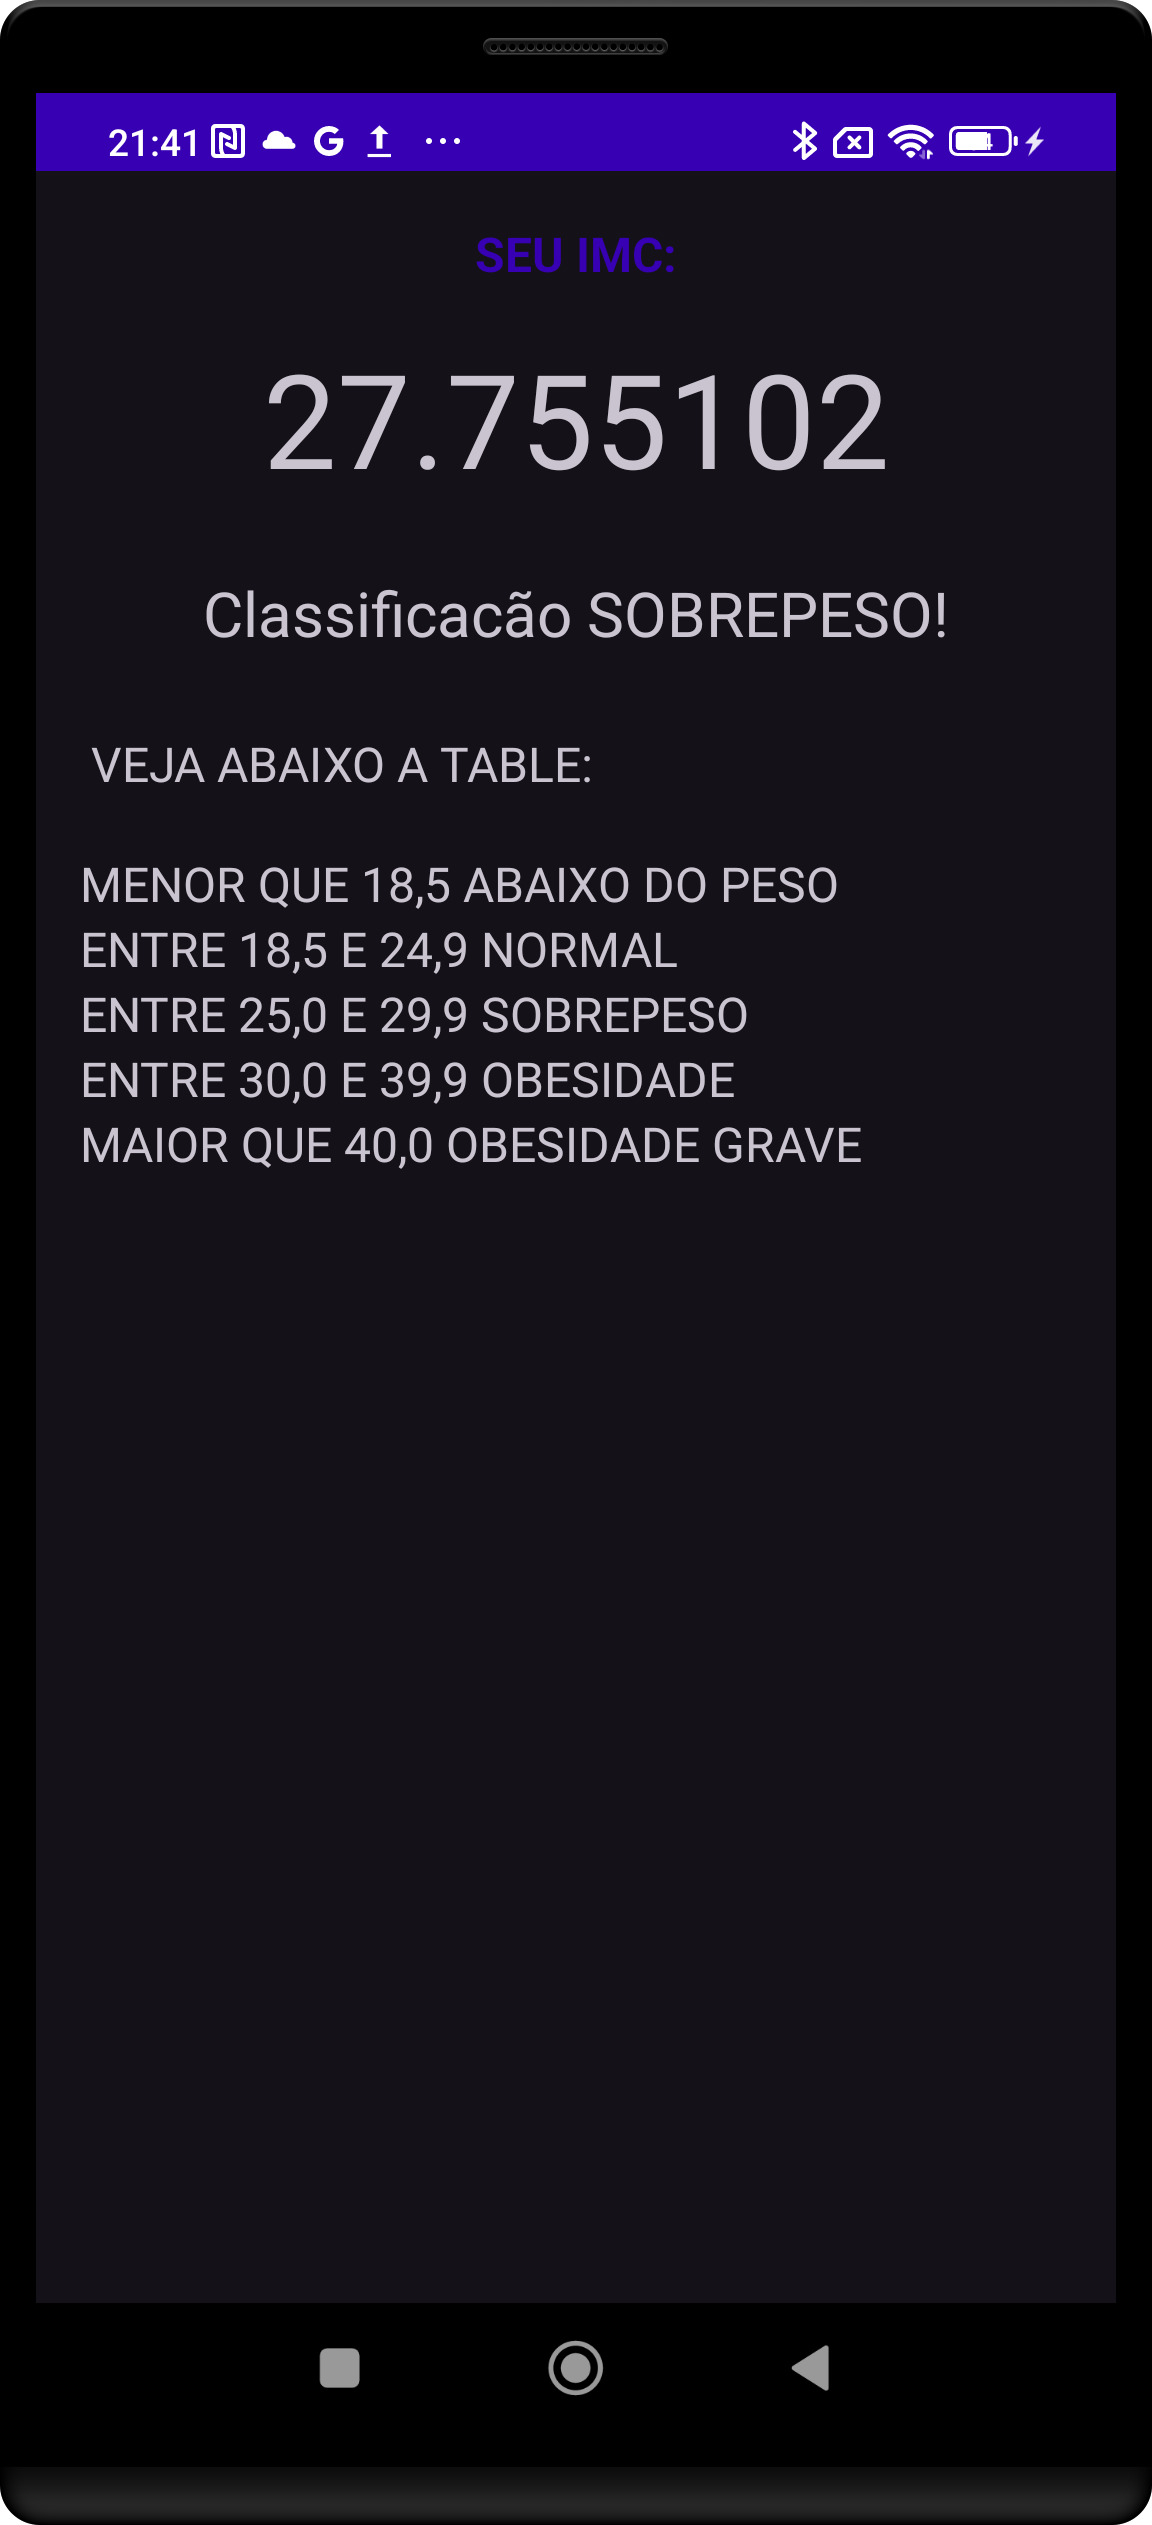 21:41
SEU IMC:
27.755102
Classificacão SOBREPESO!
VEJA ABAIXO A TABLE:
MENOR QUE 18,5 ABAIXO DO PESO
ENTRE 18,5 E 24,9 NORMAL
ENTRE 25,0 E 29,9 SOBREPESO
ENTRE 30,0 E 39,9 OBESIDADE
MAIOR QUE 40,0 OBESIDADE GRAVE